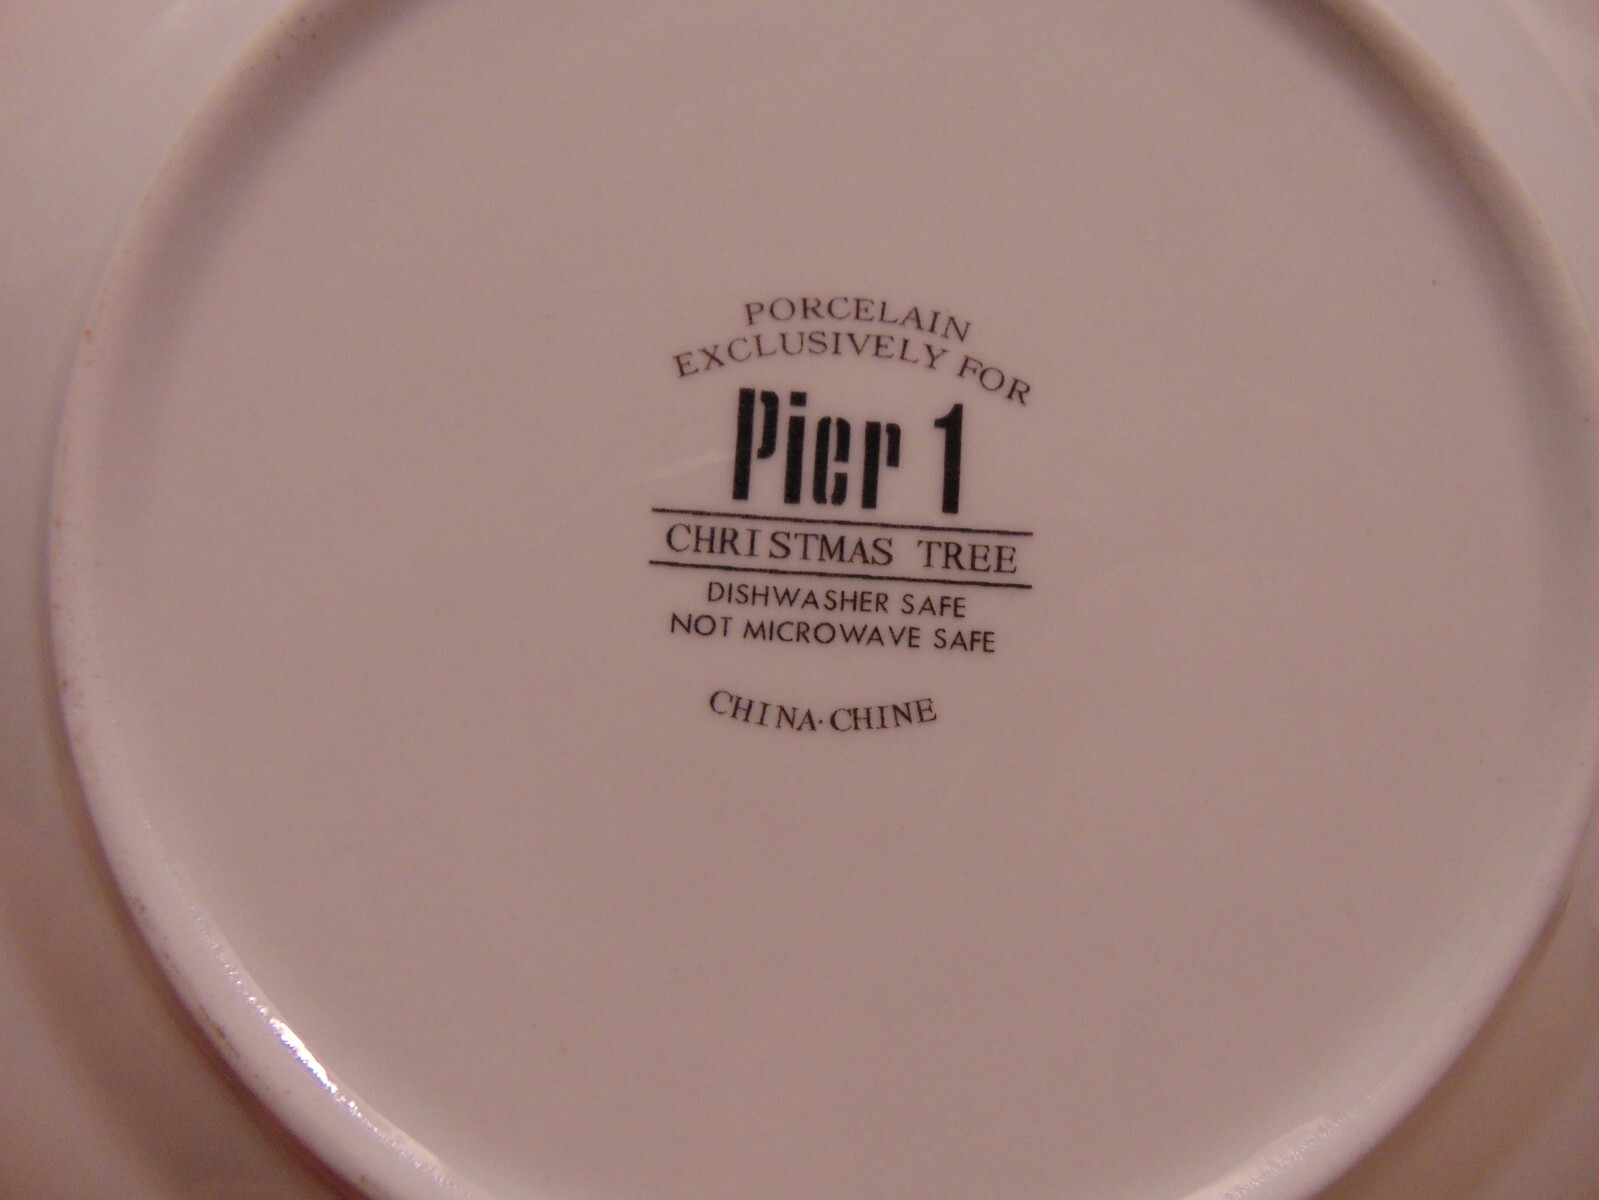 PORCELAIN
EXCLUSIVELY FOR
Pier 1
CHRISTMAS TREE
DISHWASHER SAFE
NOT MICROWAVE SAFE
CHINA·CHINE